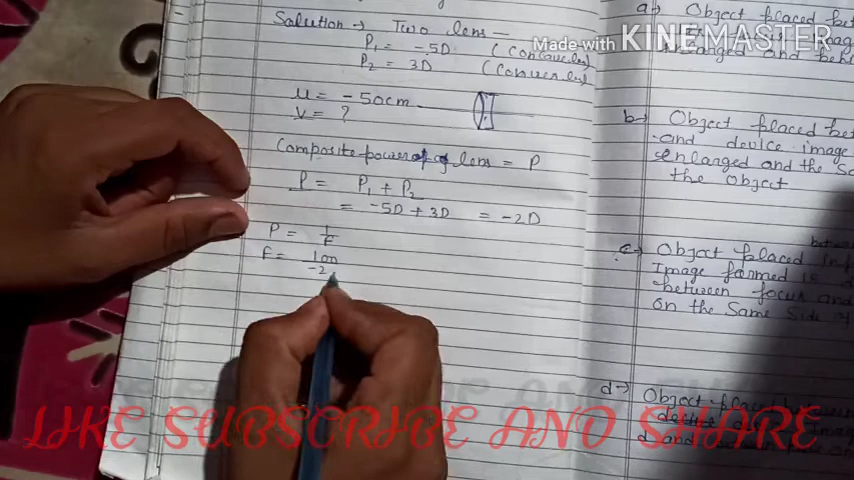 Solution → Two lens —
P₁ = -5D (Concave lens)
P₂ = 3D (Convex lens)
u = -50cm
v = ?
Composite power of lens = P
P = P₁ + P₂
= -5D + 3D = -2D
P = 1/F
F = 100/-2
a → Object placed
b → Object placed
and device image
enlarged and the
the object
c → Object placed
Image formed is
between focus and
on the same side
d → Object placed
d and
Made with KINEMASTER
LIKE SUBSCRIBE AND SHARE